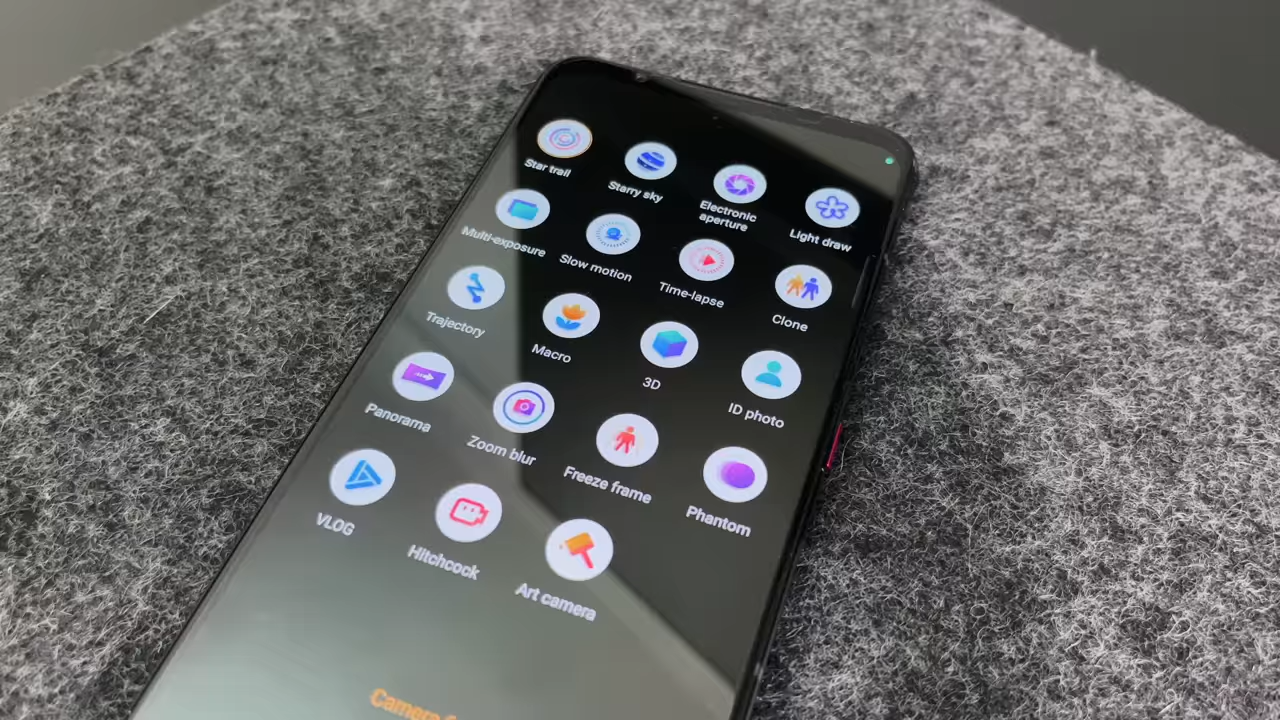 Star trail
Starry sky
Electronic
aperture
Light draw
Multi-exposure
Slow motion
Time-lapse
Clone
Trajectory
Macro
3D
ID photo
Panorama
Zoom blur
Freeze frame
Phantom
VLOG
Hitchcock
Art camera
Camera